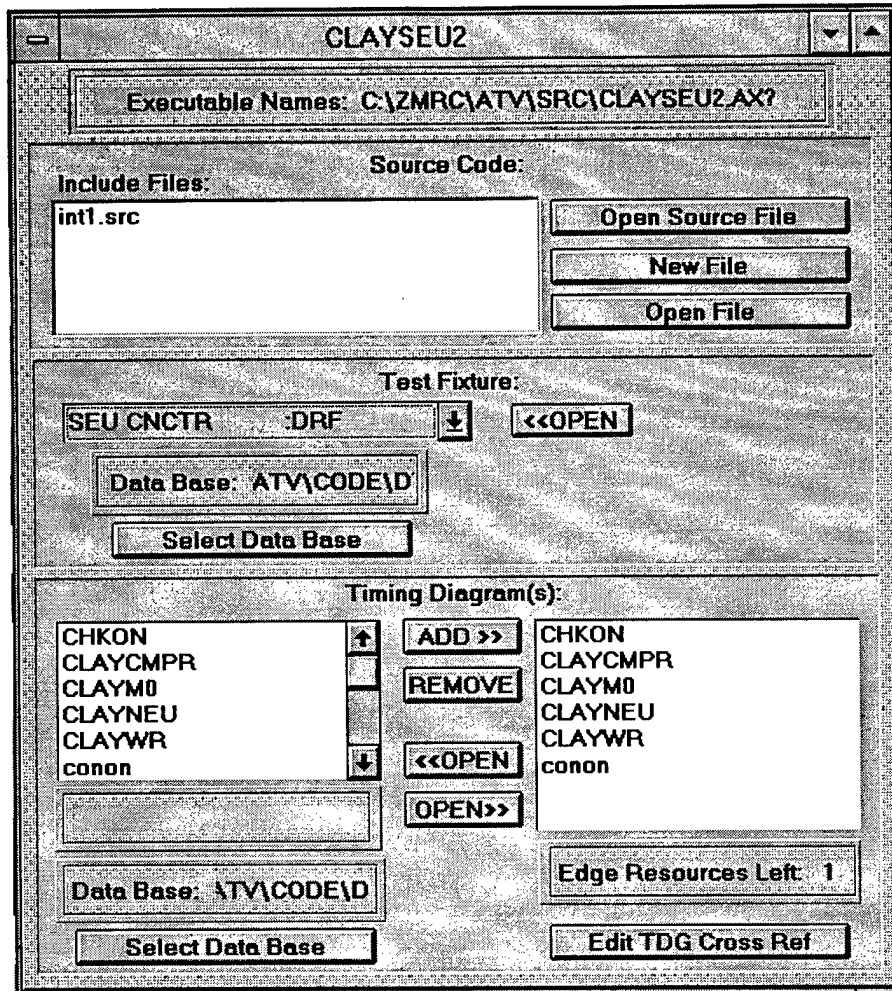 CLAYSEU2
Executable Names: C:\ZMRC\ATV\SRC\CLAYSEU2.AX?
Source Code:
Include Files:
int1.src
Open Source File
New File
Open File
Test Fixture:
SEU CNCTR :DRF
<<OPEN
Data Base: ATV\CODE\D
Select Data Base
Timing Diagram(s):
CHKON
CLAYCMPR
CLAYM0
CLAYNEU
CLAYWR
conon
ADD >>
REMOVE
<<OPEN
OPEN>>
CHKON
CLAYCMPR
CLAYM0
CLAYNEU
CLAYWR
conon
Data Base: ATV\CODE\D
Select Data Base
Edge Resources Left: 1
Edit TDG Cross Ref